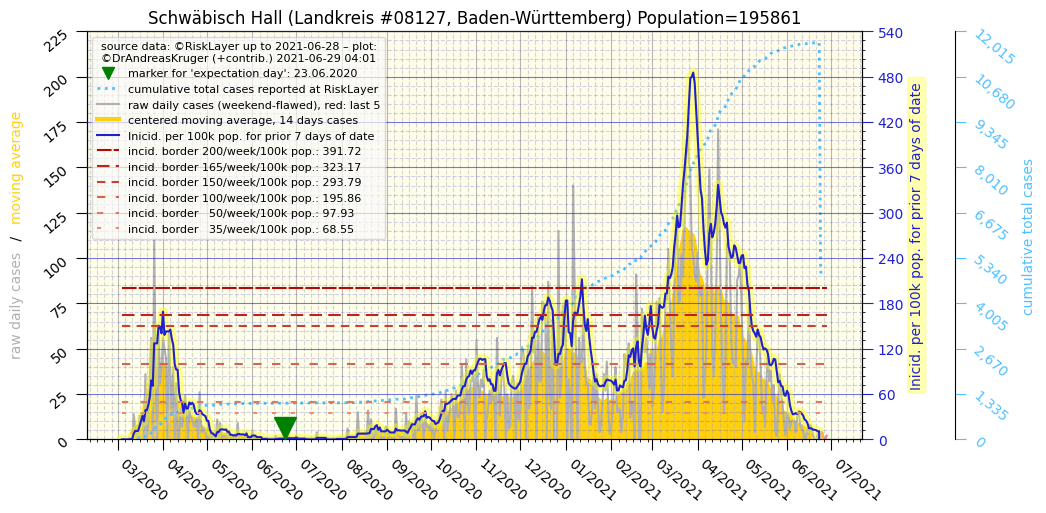 Schwäbisch Hall (Landkreis #08127, Baden-Württemberg) Population=195861
source data: ©RiskLayer up to 2021-06-28 – plot:
©DrAndreasKruger (+contrib.) 2021-06-29 04:01
marker for 'expectation day': 23.06.2020
cumulative total cases reported at RiskLayer
raw daily cases (weekend-flawed), red: last 5
centered moving average, 14 days cases
Inicid. per 100k pop. for prior 7 days of date
incid. border 200/week/100k pop.: 391.72
incid. border 165/week/100k pop.: 323.17
incid. border 150/week/100k pop.: 293.79
incid. border 100/week/100k pop.: 195.86
incid. border   50/week/100k pop.: 97.93
incid. border   35/week/100k pop.: 68.55
raw daily cases   /   moving average
225
200
175
150
125
100
75
50
25
0
03/2020
04/2020
05/2020
06/2020
07/2020
08/2020
09/2020
10/2020
11/2020
12/2020
01/2021
02/2021
03/2021
04/2021
05/2021
06/2021
07/2021
540
480
420
360
300
240
180
120
60
0
Inicid. per 100k pop. for prior 7 days of date
12,015
10,680
9,345
8,010
6,675
5,340
4,005
2,670
1,335
0
cumulative total cases